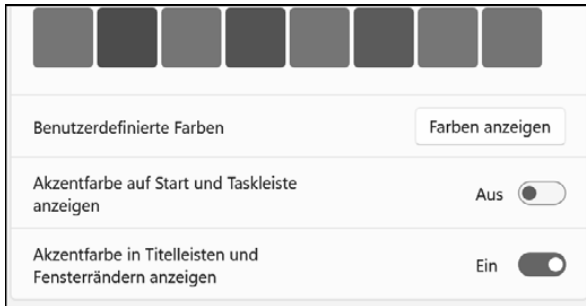 Benutzerdefinierte Farben
Farben anzeigen
Akzentfarbe auf Start und Taskleiste
anzeigen
Aus
Akzentfarbe in Titelleisten und
Fensterrändern anzeigen
Ein